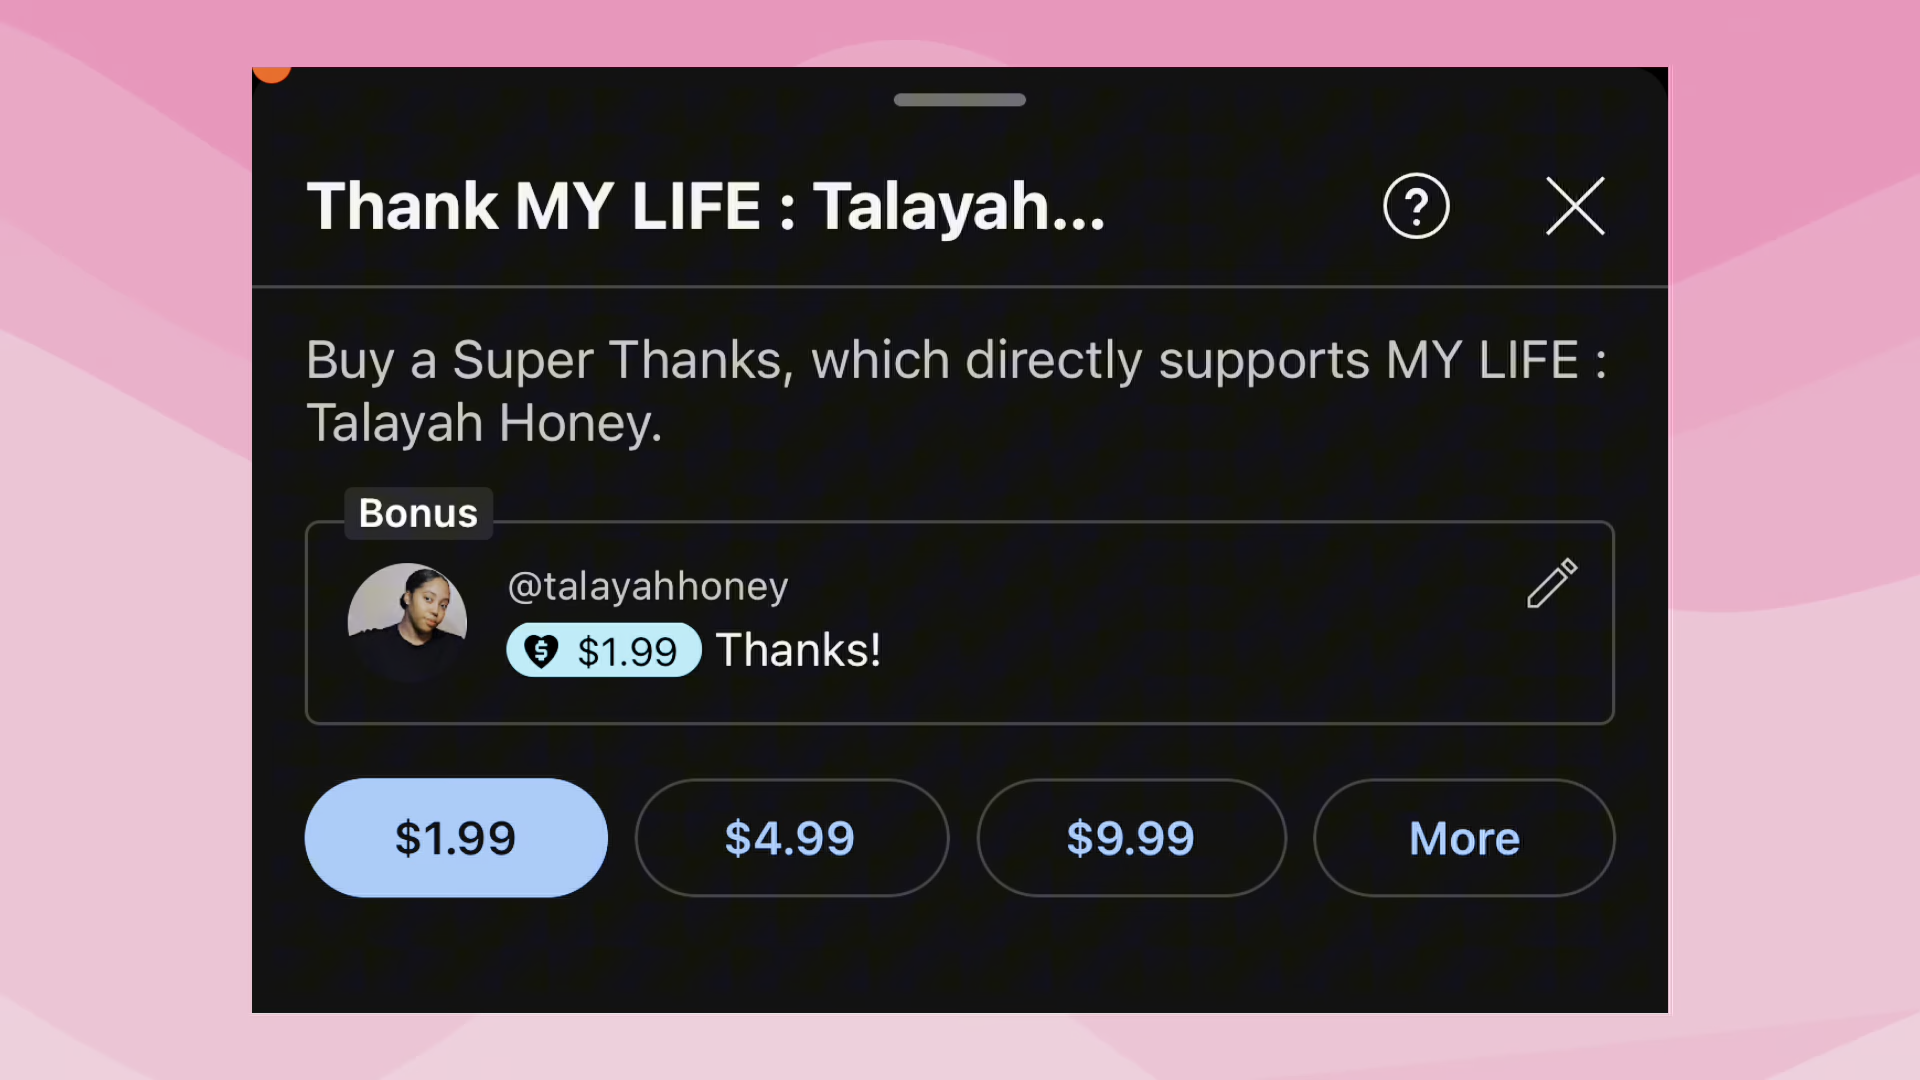 Thank MY LIFE : Talayah...
Buy a Super Thanks, which directly supports MY LIFE :
Talayah Honey.
Bonus
@talayahhoney
$1.99 Thanks!
$1.99 $4.99 $9.99 More